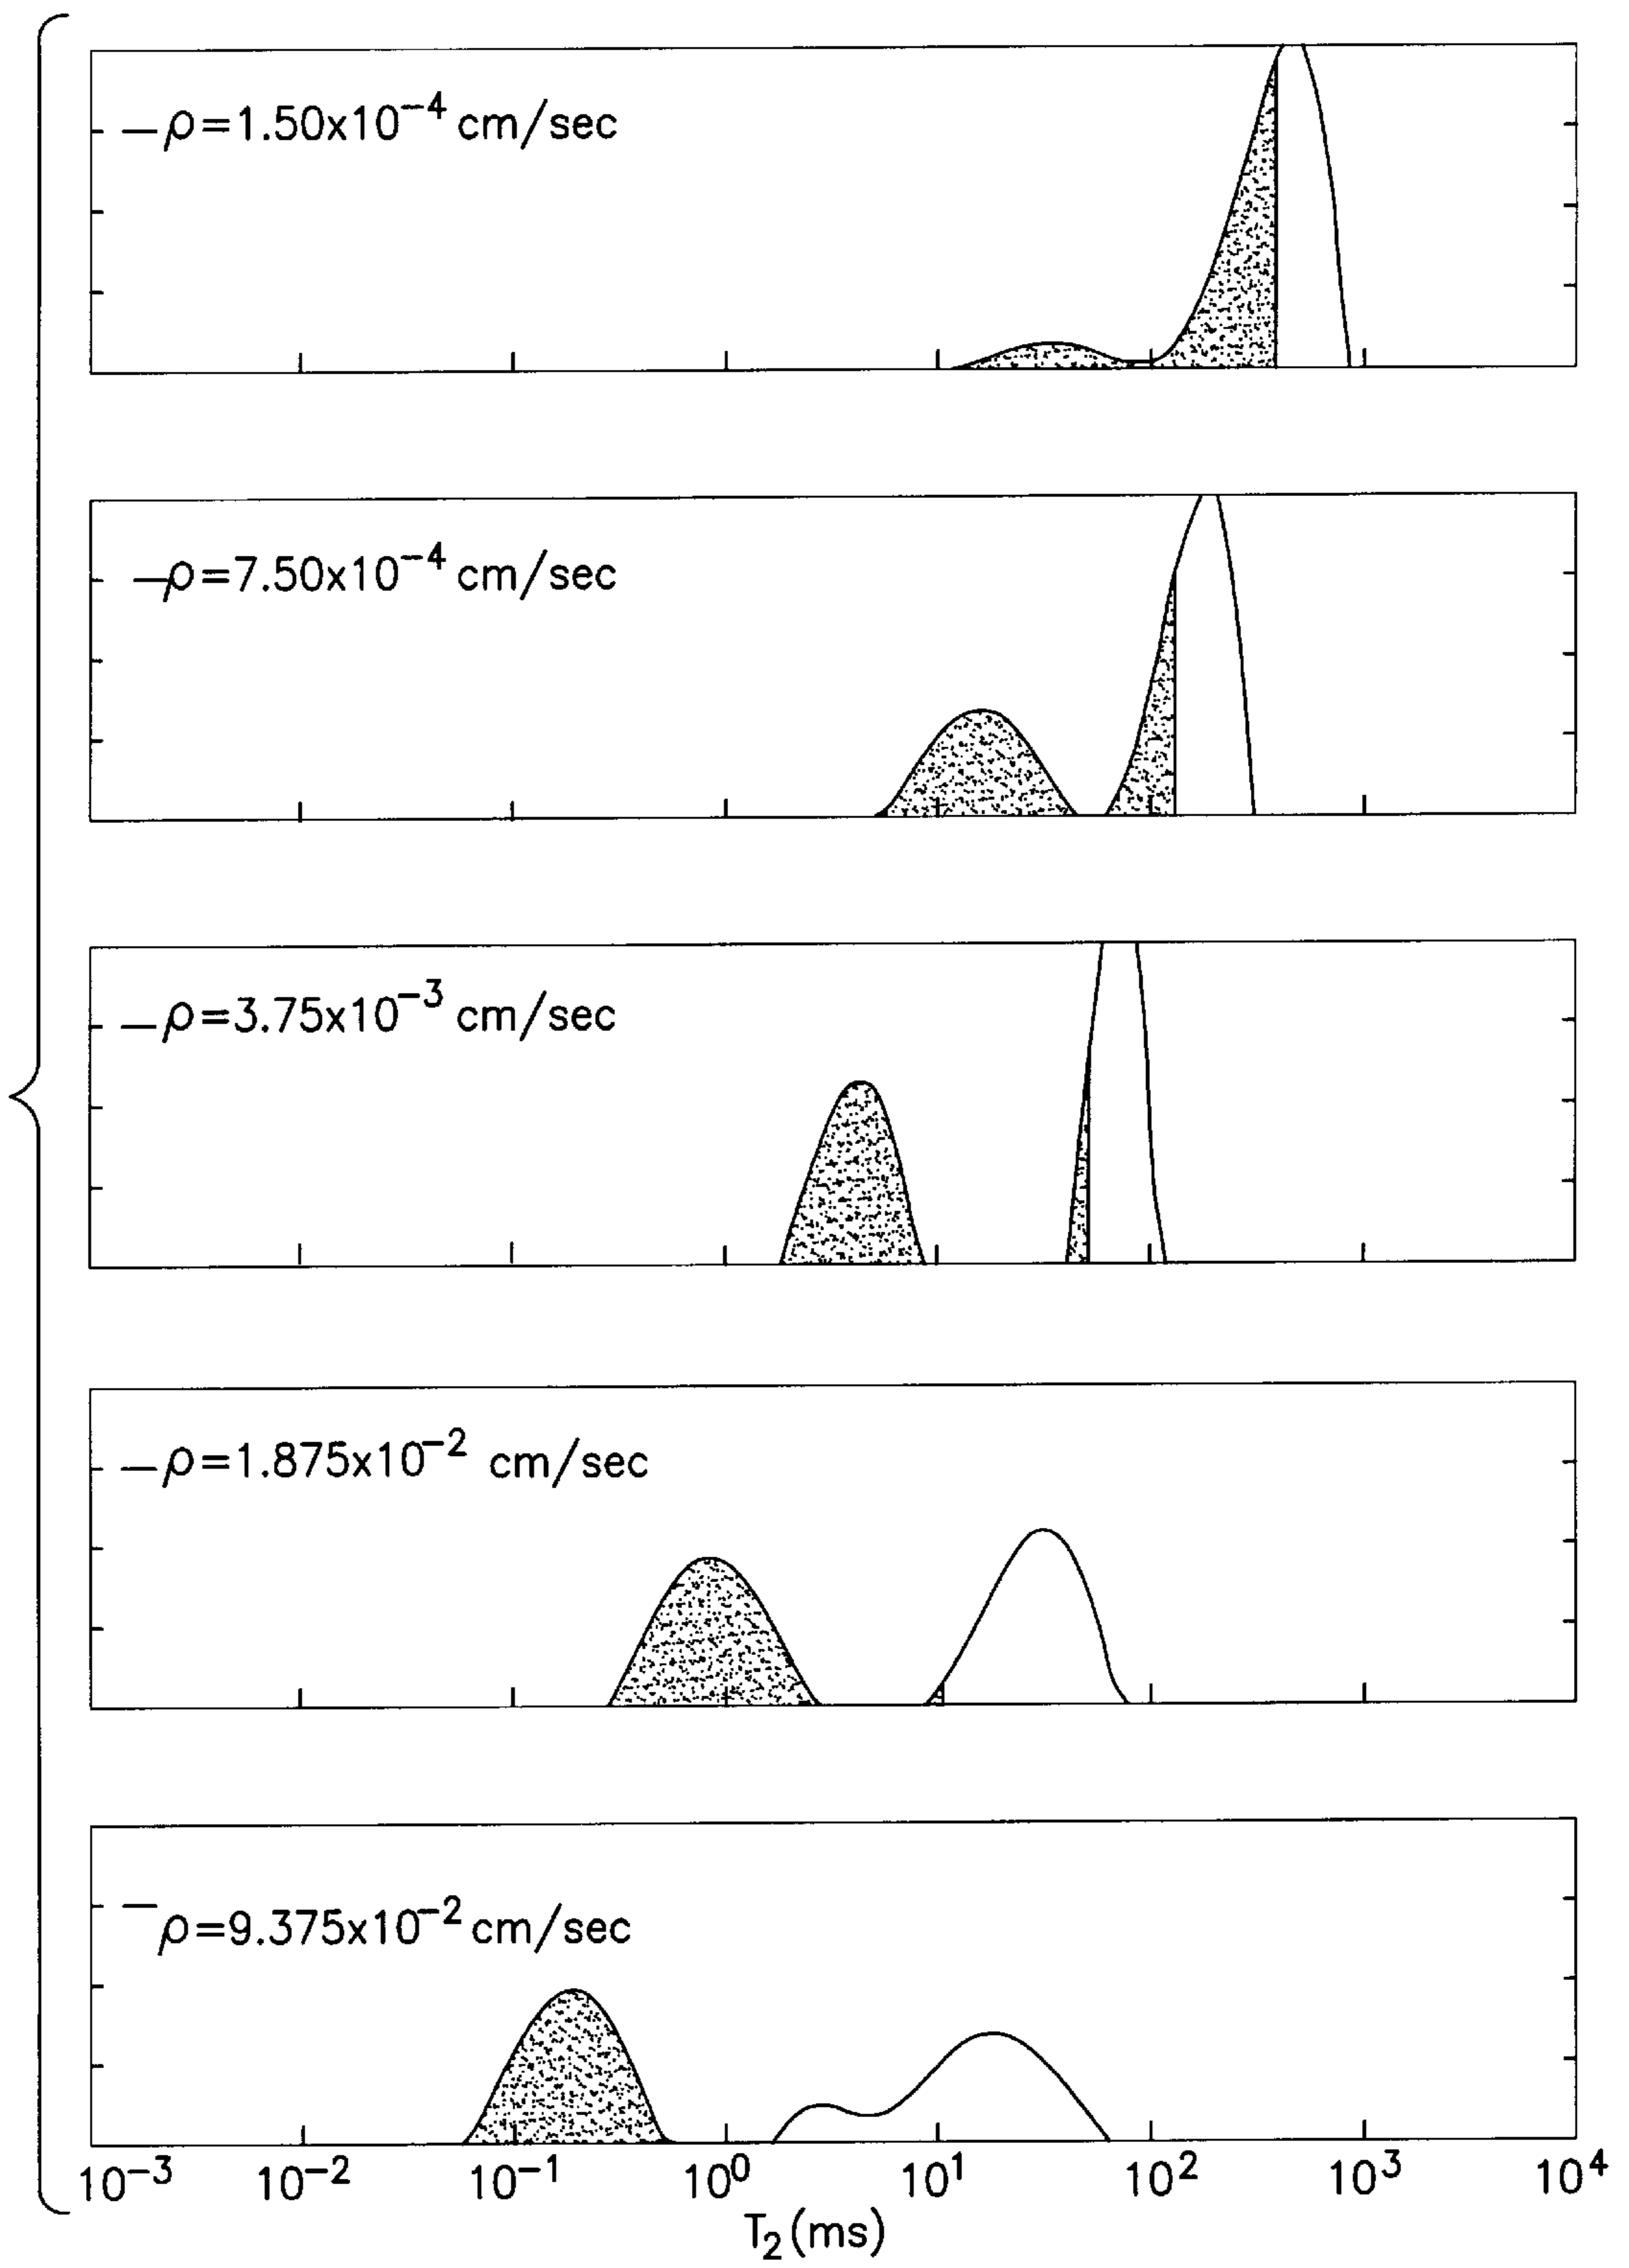 —ρ=1.50x10⁻⁴ cm/sec
—ρ=7.50x10⁻⁴ cm/sec
—ρ=3.75x10⁻³ cm/sec
—ρ=1.875x10⁻² cm/sec
—ρ=9.375x10⁻² cm/sec
10⁻³ 10⁻² 10⁻¹ 10⁰ 10¹ 10² 10³ 10⁴
T₂(ms)